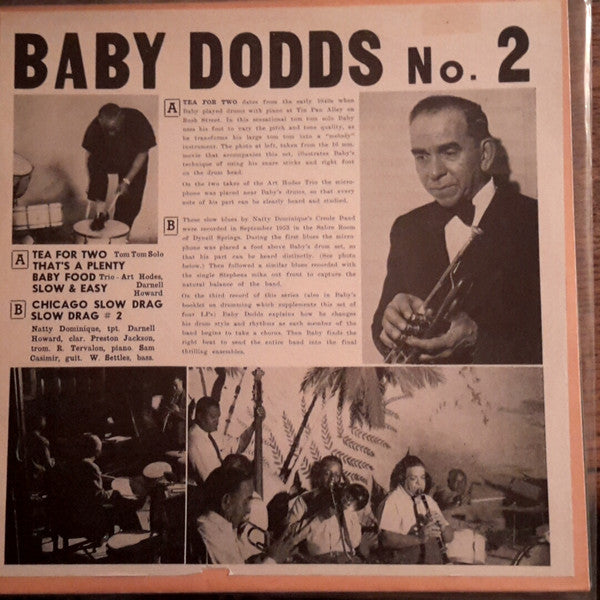 BABY DODDS No. 2
A TEA FOR TWO dates from the early 1940s when
Baby played drums with piano at Tin Pan Alley on
Rush Street. In this sensational tom tom solo Baby
uses his foot to vary the pitch and tone quality, as
he transforms his large tom tom into a "melody"
instrument. The photo at left, taken from the 16 mm.
movie that accompanies this set, illustrates Baby's
technique of using his snare sticks and right foot
on the drum head.
On the two takes of the Art Hodes Trio the micro-
phone was placed near Baby's drums, so that every
note of his part can be clearly heard and studied.
B These slow blues by Natty Dominique's Creole Band
were recorded in September 1953 in the Sabre Room
of Dynell Springs. During the first blues the micro
phone was placed a foot above Baby's drum set, so
that his part can be heard distinctly. (See photo
below.) Then followed a similar blues recorded with
the single Stephens mike out front to capture the
natural balance of the band.
On the third record of this series (also in Baby's
booklet on drumming which supplements this set of
four LPs) Baby Dodds explains how he changes
his drum style and rhythms as each member of the
band begins to take a chorus. Then Baby finds the
right beat to send the entire band into the final
thrilling ensembles.
A TEA FOR TWO Tom Tom Solo
THAT'S A PLENTY
BABY FOOD Trio - Art Hodes,
SLOW & EASY Darnell
Howard
B CHICAGO SLOW DRAG
SLOW DRAG # 2
Natty Dominique, tpt. Darnell
Howard, clar. Preston Jackson,
trom. R. Tervalon, piano. Sam
Casimir, guit. W. Settles, bass.